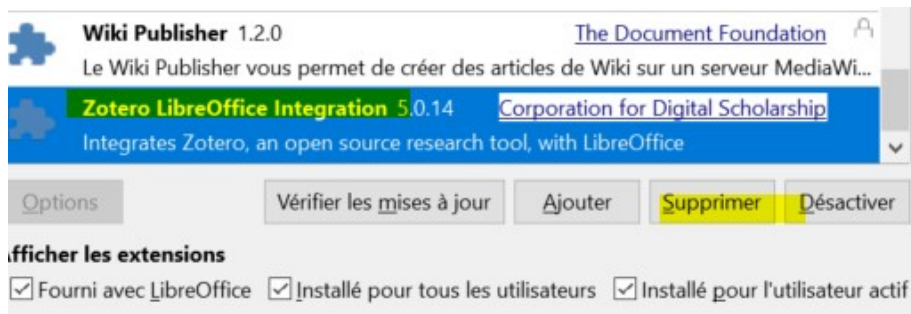 Wiki Publisher 1.2.0 The Document Foundation
Le Wiki Publisher vous permet de créer des articles de Wiki sur un serveur MediaWi...
Zotero LibreOffice Integration 5.0.14 Corporation for Digital Scholarship
Integrates Zotero, an open source research tool, with LibreOffice
Options Vérifier les mises à jour Ajouter Supprimer Désactiver
Afficher les extensions
Fourni avec LibreOffice Installé pour tous les utilisateurs Installé pour l'utilisateur actif